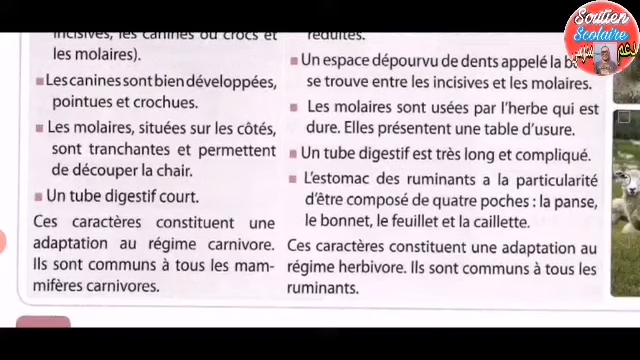 incisives, les canines ou crocs et
les molaires).
Les canines sont bien développées,
pointues et crochues.
Les molaires, situées sur les côtés,
sont tranchantes et permettent
de découper la chair.
Un tube digestif court.
Ces caractères constituent une
adaptation au régime carnivore.
Ils sont communs à tous les mam-
mifères carnivores.
réduites.
Un espace dépourvu de dents appelé la
se trouve entre les incisives et les molaires.
Les molaires sont usées par l'herbe qui est
dure. Elles présentent une table d'usure.
Un tube digestif est très long et compliqué.
L'estomac des ruminants a la particularité
d'être composé de quatre poches : la panse,
le bonnet, le feuillet et la caillette.
Ces caractères constituent une adaptation au
régime herbivore. Ils sont communs à tous les
ruminants.
Soutien
Scolaire